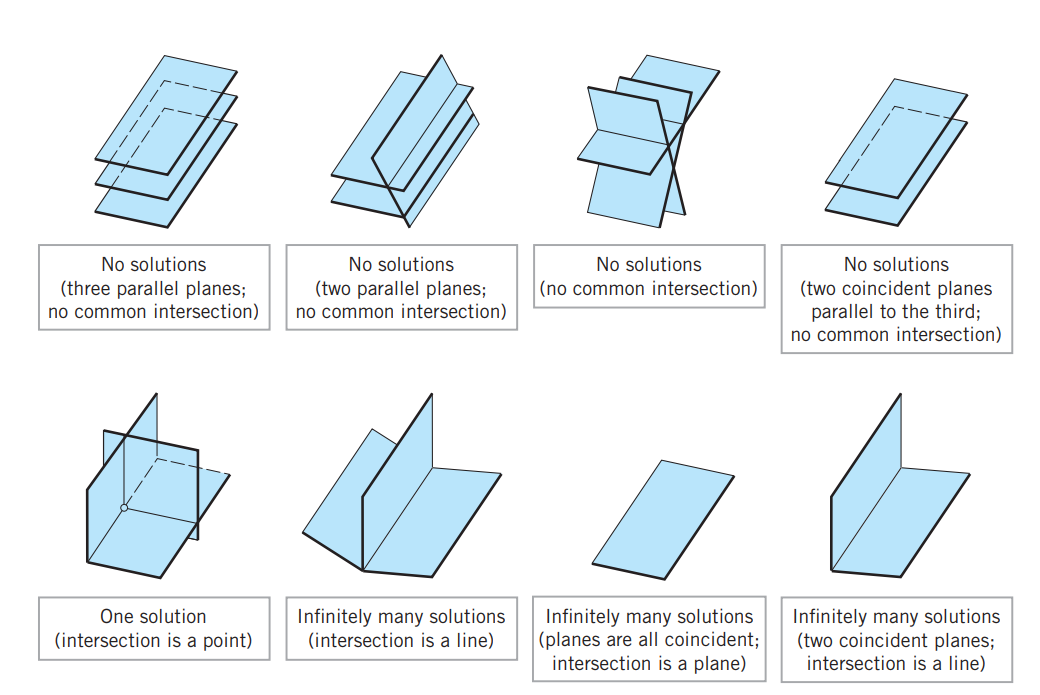 No solutions
(three parallel planes;
no common intersection)
No solutions
(two parallel planes;
no common intersection)
No solutions
(no common intersection)
No solutions
(two coincident planes
parallel to the third;
no common intersection)
One solution
(intersection is a point)
Infinitely many solutions
(intersection is a line)
Infinitely many solutions
(planes are all coincident;
intersection is a plane)
Infinitely many solutions
(two coincident planes;
intersection is a line)